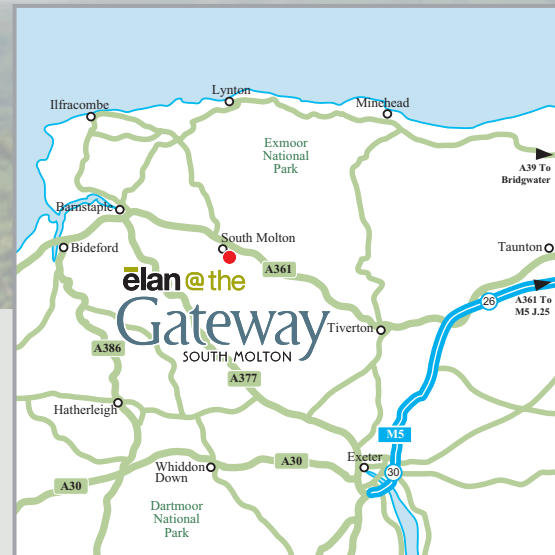 Lynton
Ilfracombe
Minehead
Exmoor
National
Park
A39 To
Bridgwater
Barnstaple
South Molton
Bideford
Taunton
A361
ēlan @ the
Gateway
SOUTH MOLTON
26
A361 To
M5 J.25
Tiverton
A386
A377
Hatherleigh
M5
Exeter
A30
Whiddon
Down
30
A30
Dartmoor
National
Park